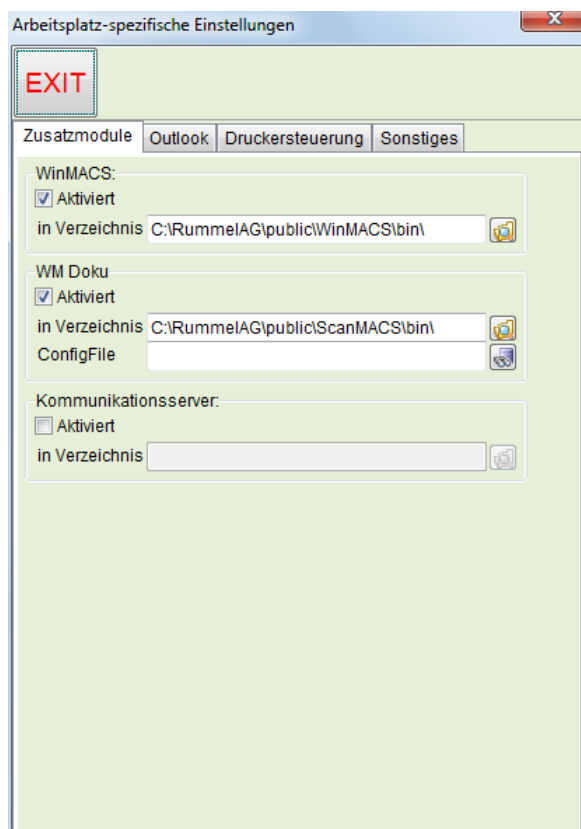 Arbeitsplatz-spezifische Einstellungen
EXIT
Zusatzmodule Outlook Druckersteuerung Sonstiges
WinMACS:
Aktiviert
in Verzeichnis C:\RummelAG\public\WinMACS\bin\
WM Doku
Aktiviert
in Verzeichnis C:\RummelAG\public\ScanMACS\bin\
ConfigFile
Kommunikationsserver:
Aktiviert
in Verzeichnis